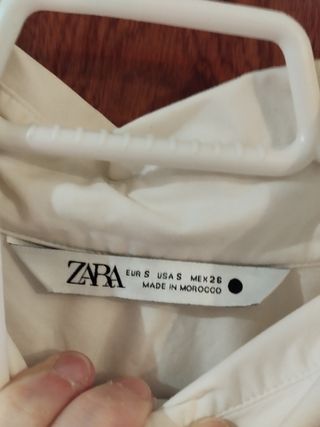 ZARA
EUR S USA S MEX 26
MADE IN MOROCCO